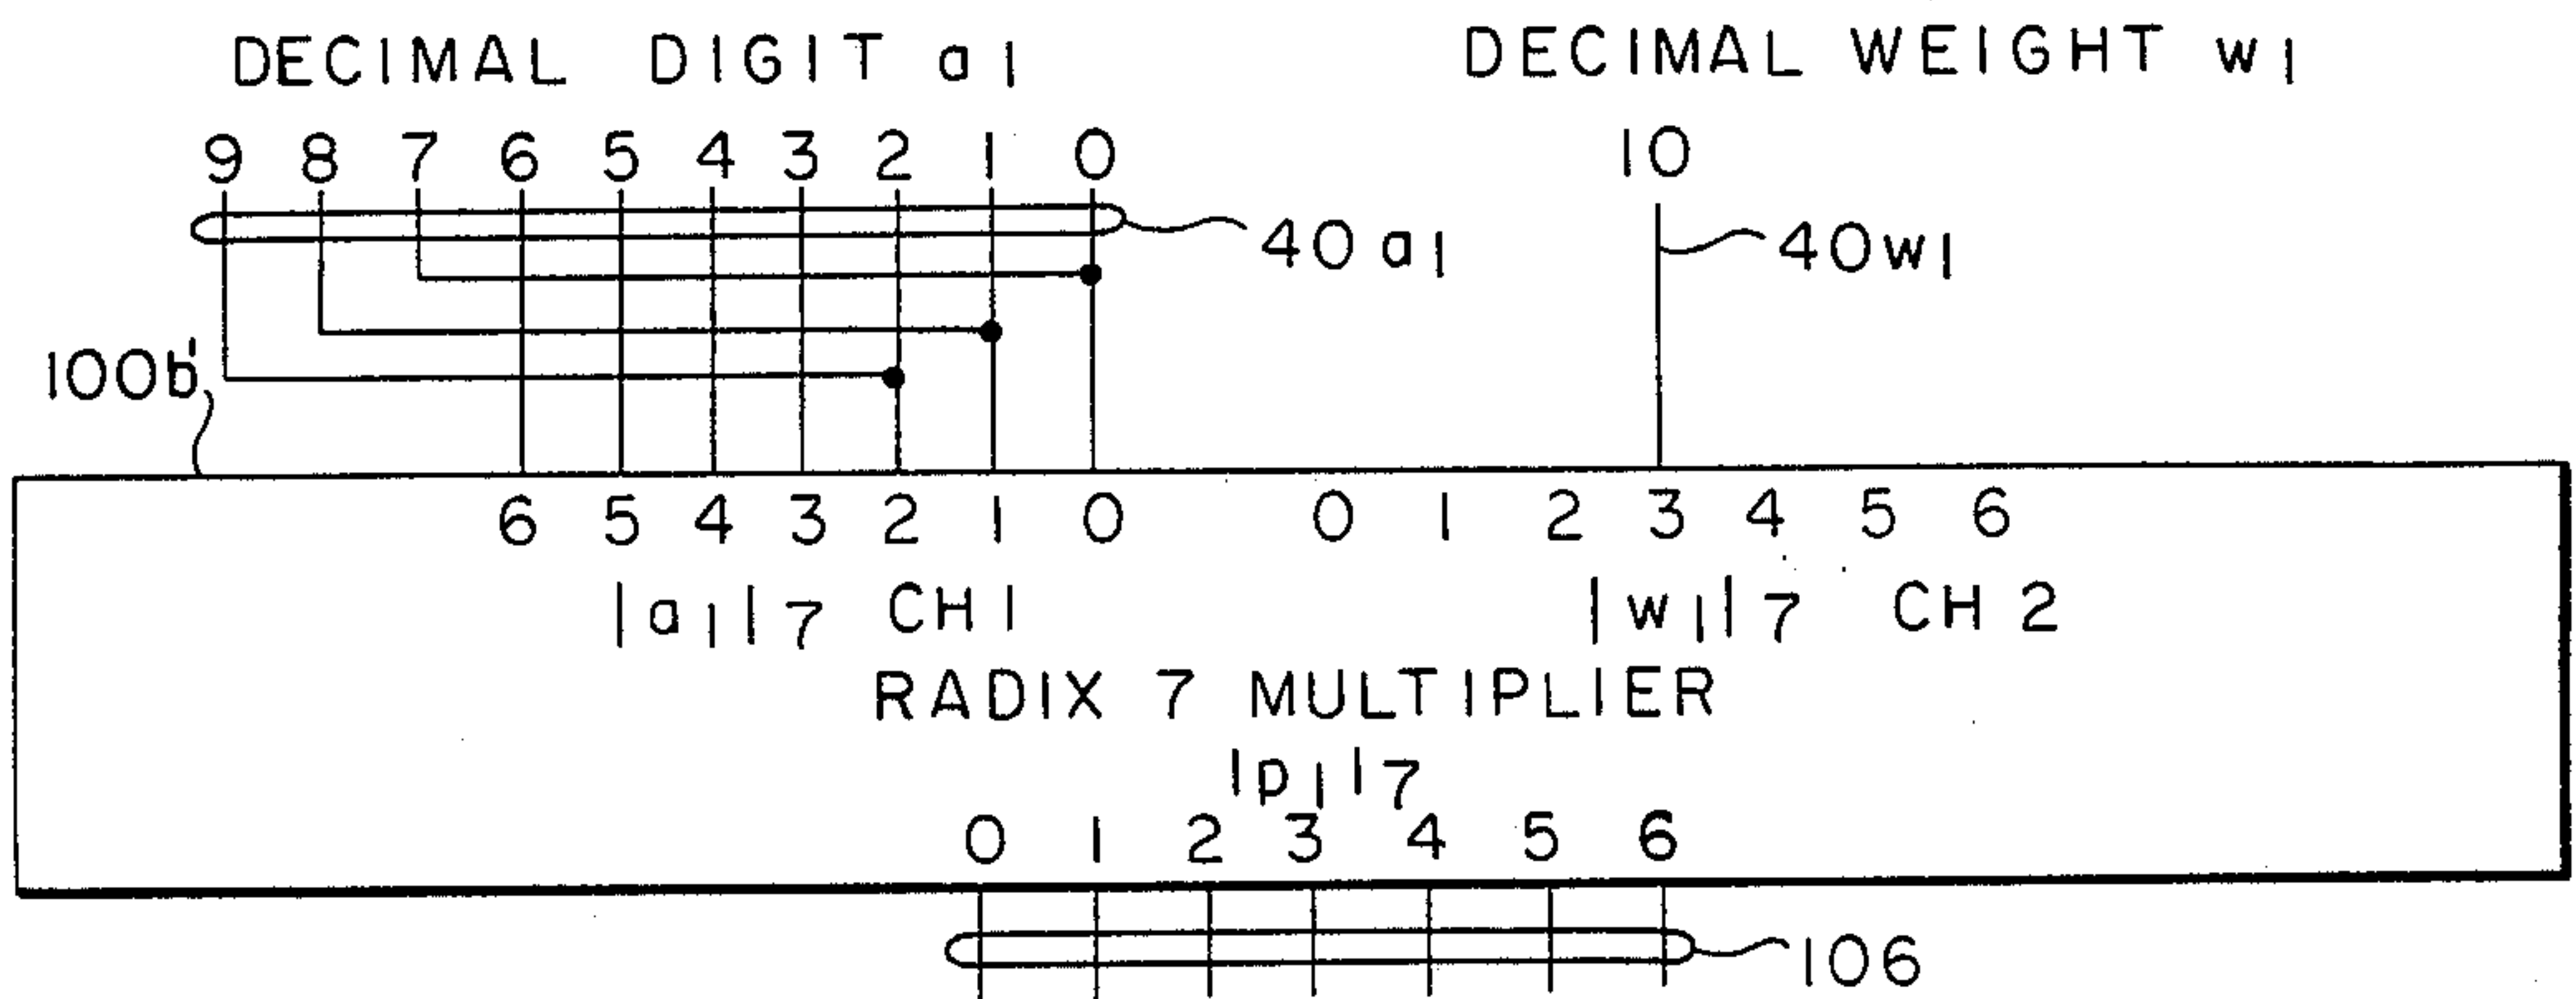 DECIMAL DIGIT a1
DECIMAL WEIGHT w1
9 8 7 6 5 4 3 2 1 0
10
40a1
40w1
100b'
6 5 4 3 2 1 0
0 1 2 3 4 5 6
|a1|7 CH1
|w1|7 CH 2
RADIX 7 MULTIPLIER
|p1|7
0 1 2 3 4 5 6
106